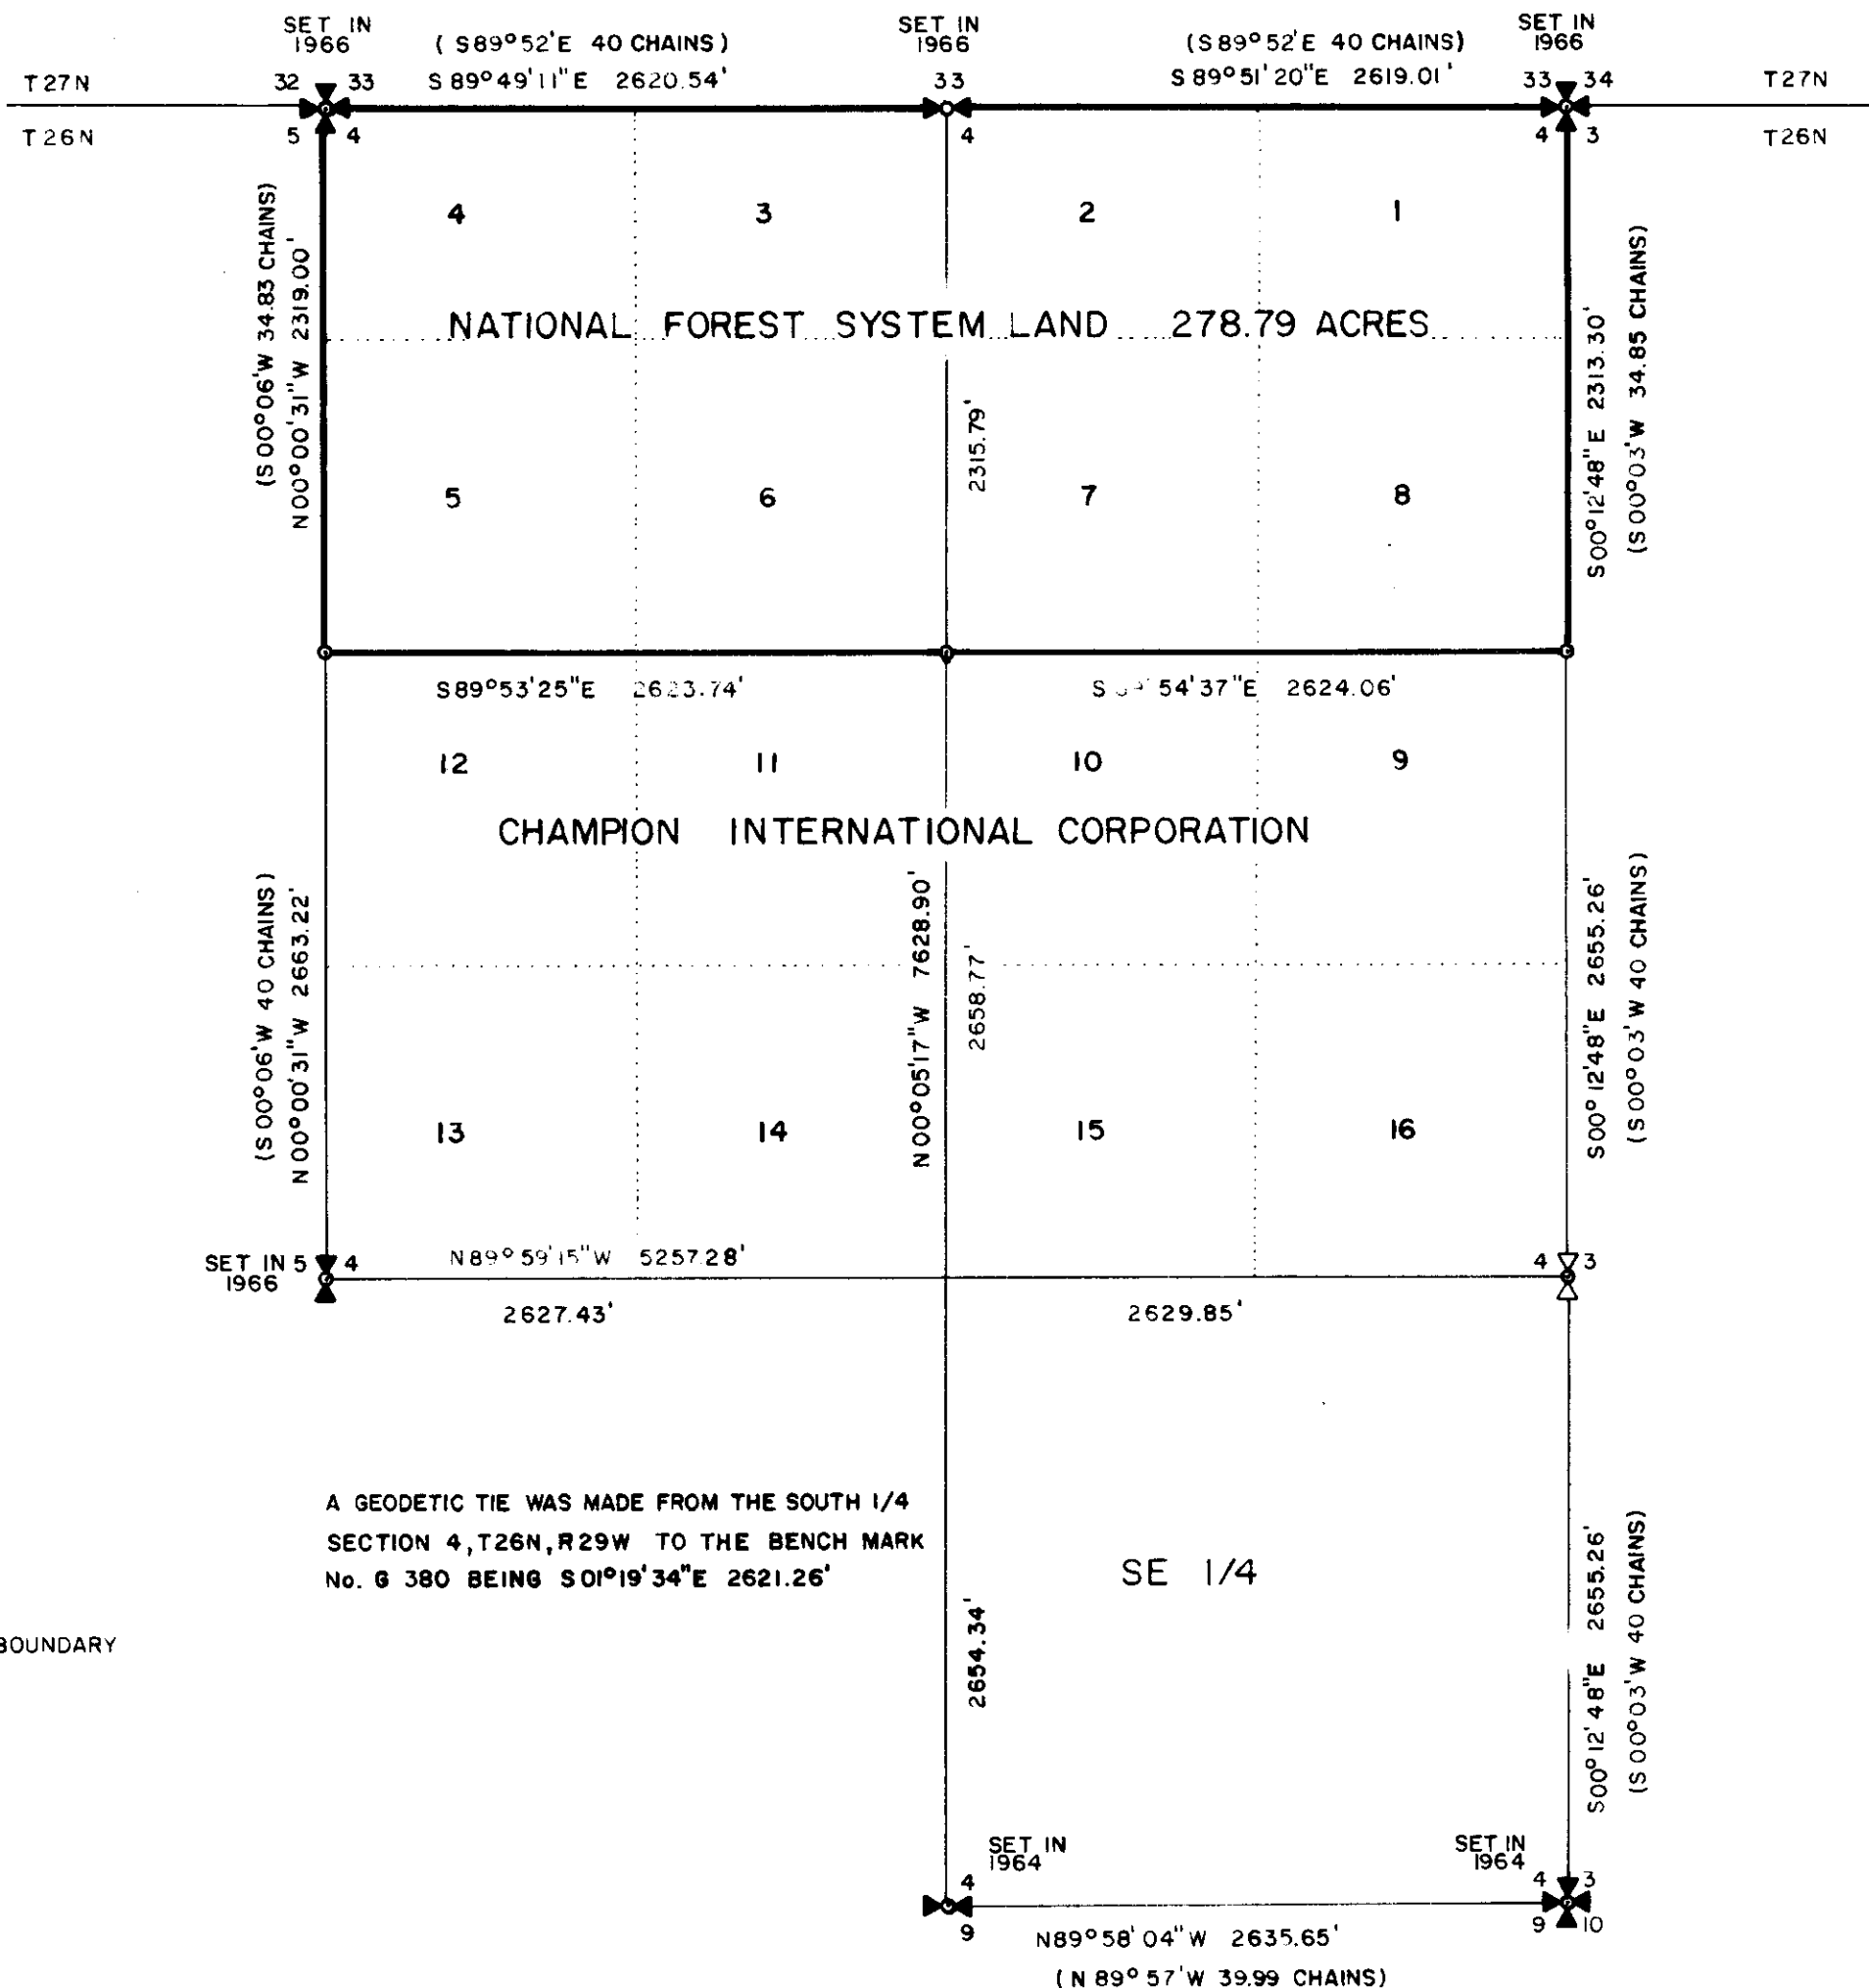 SET IN
1966
( S89°52'E 40 CHAINS )
SET IN
1966
(S89°52'E 40 CHAINS)
SET IN
1966
T27N
32 33
S 89°49'11"E 2620.54'
33
S 89°51'20"E 2619.01'
33 34
T27N
T26N
5 4
4
4 3
T26N
4
3
2
1
(S 00°06'W 34.83 CHAINS)
N00°00'31"W 2319.00'
NATIONAL FOREST SYSTEM LAND 278.79 ACRES
2315.79'
S00°12'48"E 2313.30'
(S 00°03'W 34.85 CHAINS)
5
6
7
8
S89°53'25"E 2623.74'
S 54'37"E 2624.06'
12
11
10
9
CHAMPION INTERNATIONAL CORPORATION
(S 00°06'W 40 CHAINS)
N00°00'31"W 2663.22'
N00°05'17"W 7628.90'
2658.77'
S00°12'48"E 2655.26'
(S 00°03'W 40 CHAINS)
13
14
15
16
SET IN
1966
5 4
N89°59'15"W 5257.28'
4 3
2627.43'
2629.85'
A GEODETIC TIE WAS MADE FROM THE SOUTH 1/4
SECTION 4, T26N, R29W TO THE BENCH MARK
No. G 380 BEING S01°19'34"E 2621.26'
SE 1/4
BOUNDARY
2654.34'
S00°12'48"E 2655.26'
(S 00°03'W 40 CHAINS)
SET IN
1964
SET IN
1964
4
4 3
9
9 10
N89°58'04"W 2635.65'
( N 89°57'W 39.99 CHAINS)